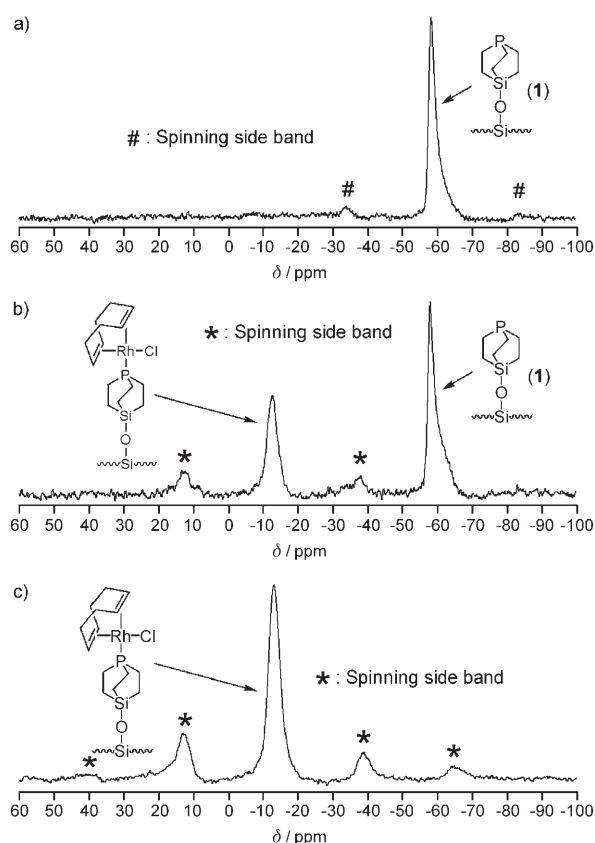 a)
P
Si
(1)
O
Si
# : Spinning side band
#
#
60 50 40 30 20 10 0 -10 -20 -30 -40 -50 -60 -70 -80 -90 -100
δ / ppm
b)
* : Spinning side band
Rh Cl
P
Si
O
Si
P
Si
(1)
O
Si
*
*
60 50 40 30 20 10 0 -10 -20 -30 -40 -50 -60 -70 -80 -90 -100
δ / ppm
c)
Rh Cl
P
Si
O
Si
* : Spinning side band
*
*
*
*
60 50 40 30 20 10 0 -10 -20 -30 -40 -50 -60 -70 -80 -90 -100
δ / ppm